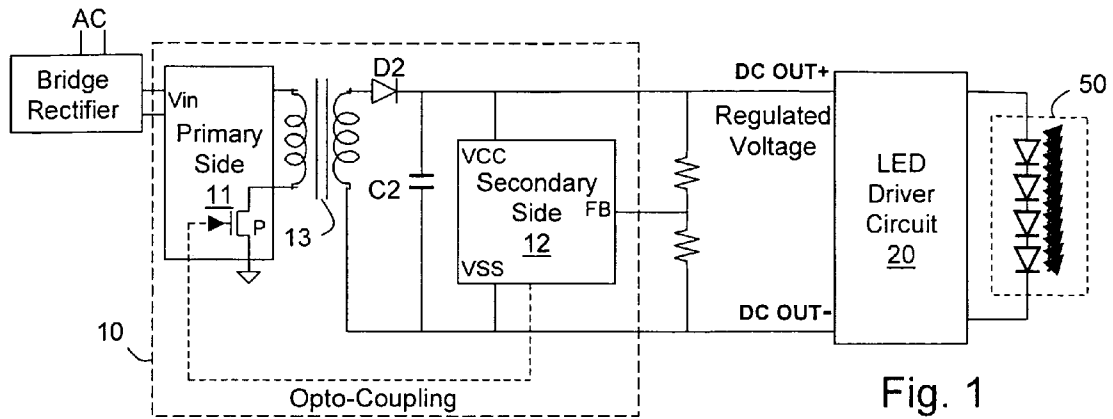 AC
Bridge
Rectifier
Vin
Primary
Side
11
P
13
D2
C2
VCC
Secondary
Side
FB
12
VSS
DC OUT+
Regulated
Voltage
DC OUT-
LED
Driver
Circuit
20
50
10
Opto-Coupling
Fig. 1